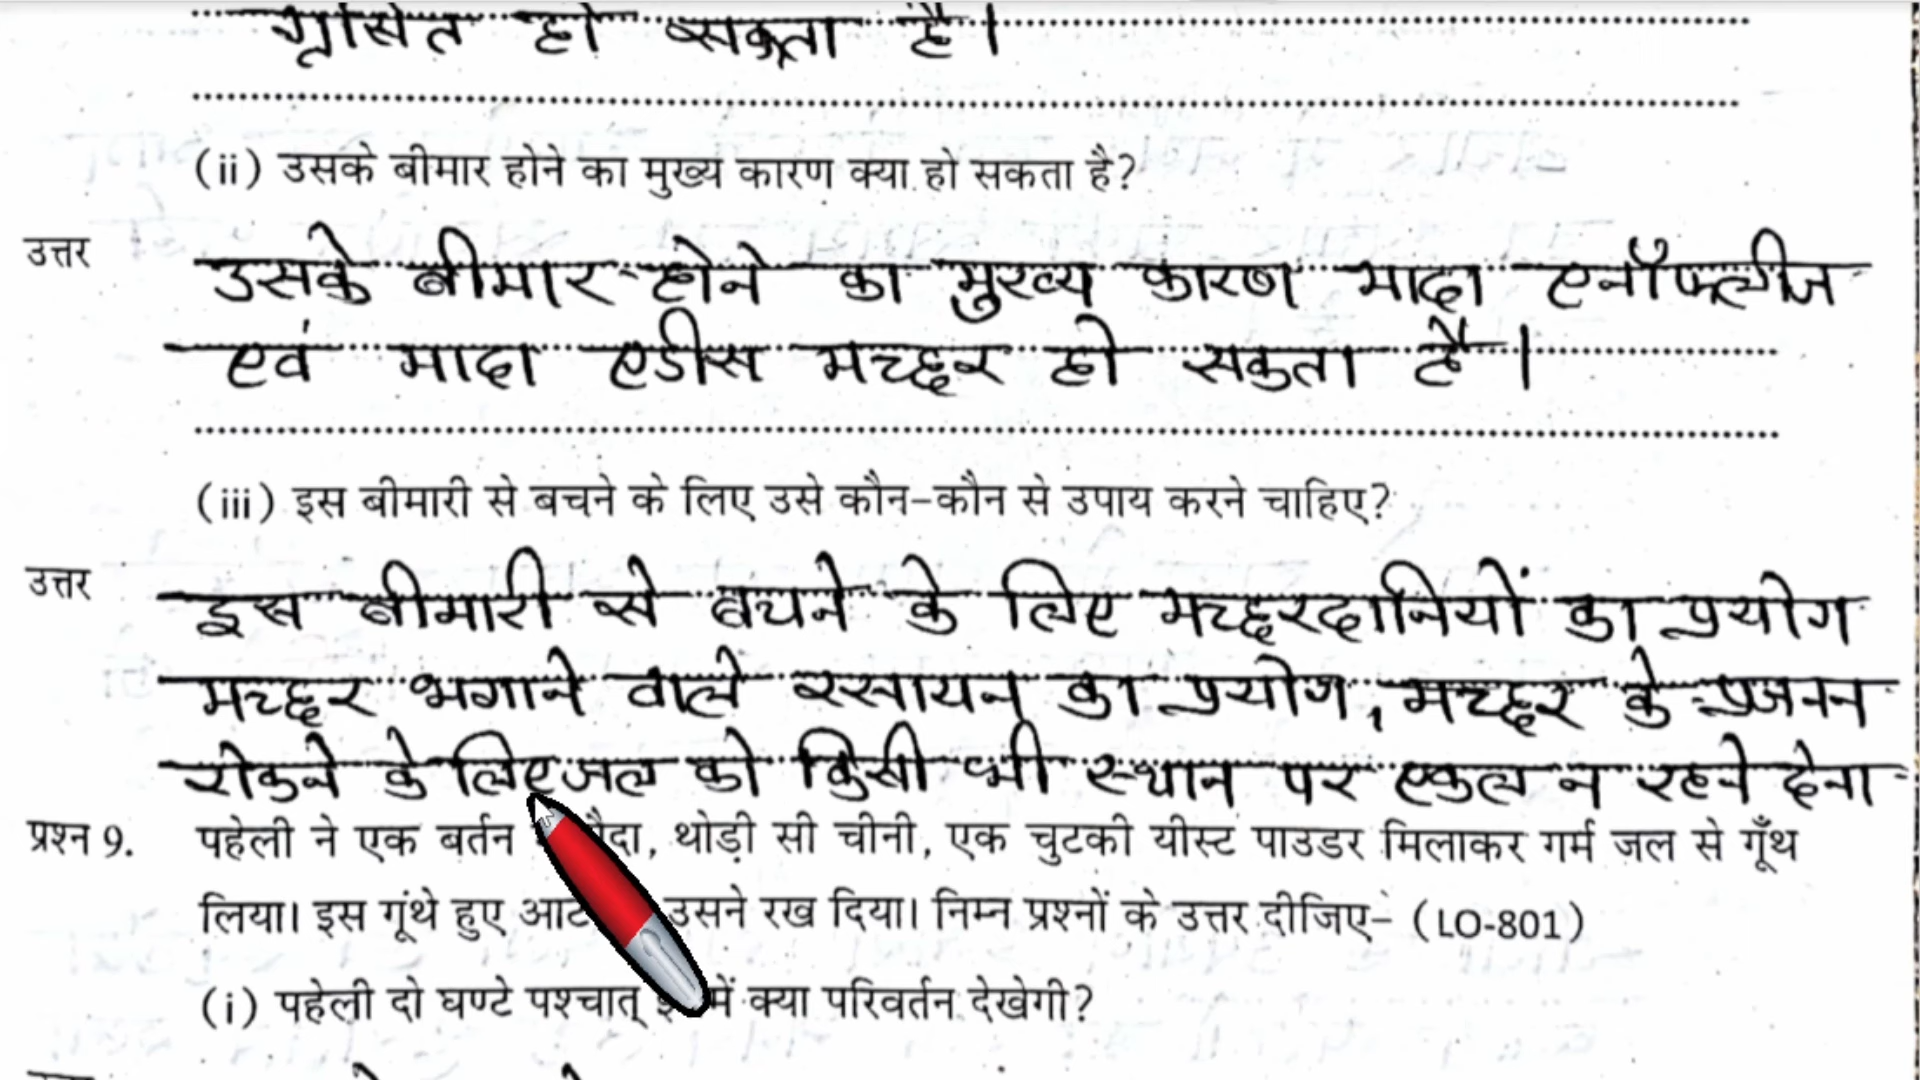 ग्रसित हो सकता है।
(ii) उसके बीमार होने का मुख्य कारण क्या हो सकता है?
उत्तर उसके बीमार होने का मुख्य कारण मादा एनॉफ्लीज
एवं मादा एडीस मच्छर हो सकता है।
(iii) इस बीमारी से बचने के लिए उसे कौन-कौन से उपाय करने चाहिए?
उत्तर इस बीमारी से बचने के लिए मच्छरदानियों का प्रयोग
मच्छर भगाने वाले रसायन का प्रयोग, मच्छर के प्रजनन
रोकने के लिए जल को किसी भी स्थान पर एकत्र न रहने देना
प्रश्न 9. पहेली ने एक बर्तन मैदा, थोड़ी सी चीनी, एक चुटकी यीस्ट पाउडर मिलाकर गर्म जल से गूँथ
लिया। इस गूंथे हुए उसने रख दिया। निम्न प्रश्नों के उत्तर दीजिए- (LO-801)
(i) पहेली दो घण्टे पश्चात् में क्या परिवर्तन देखेगी?